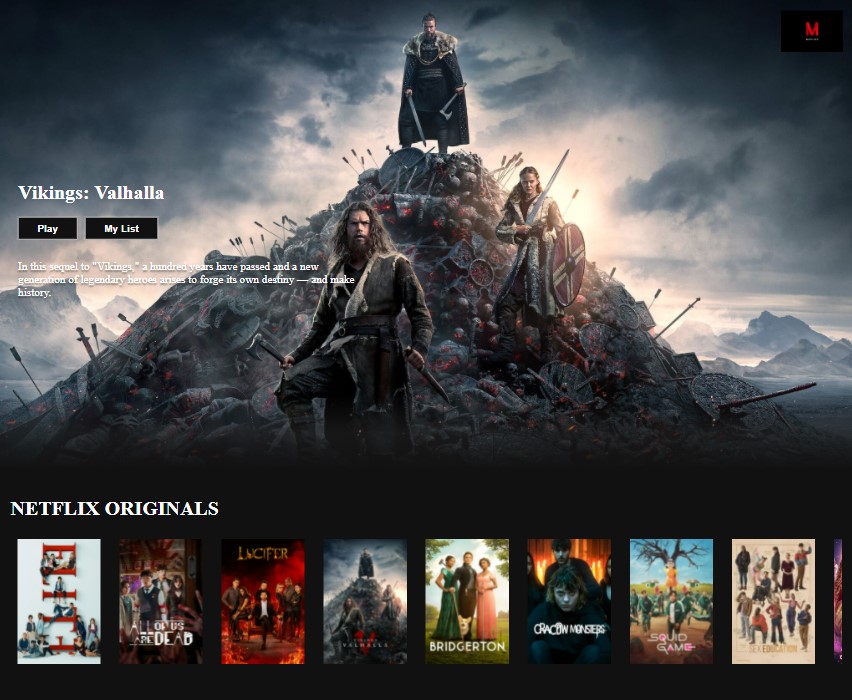 M
Vikings: Valhalla
Play
My List
In this sequel to "Vikings," a hundred years have passed and a new
generation of legendary heroes arises to forge its own destiny — and make
history.
NETFLIX ORIGINALS
ELITE
ALL OF US
ARE DEAD
LUCIFER
VALHALLA
BRIDGERTON
CRACOW MONSTERS
SQUID
GAME
SEX EDUCATION